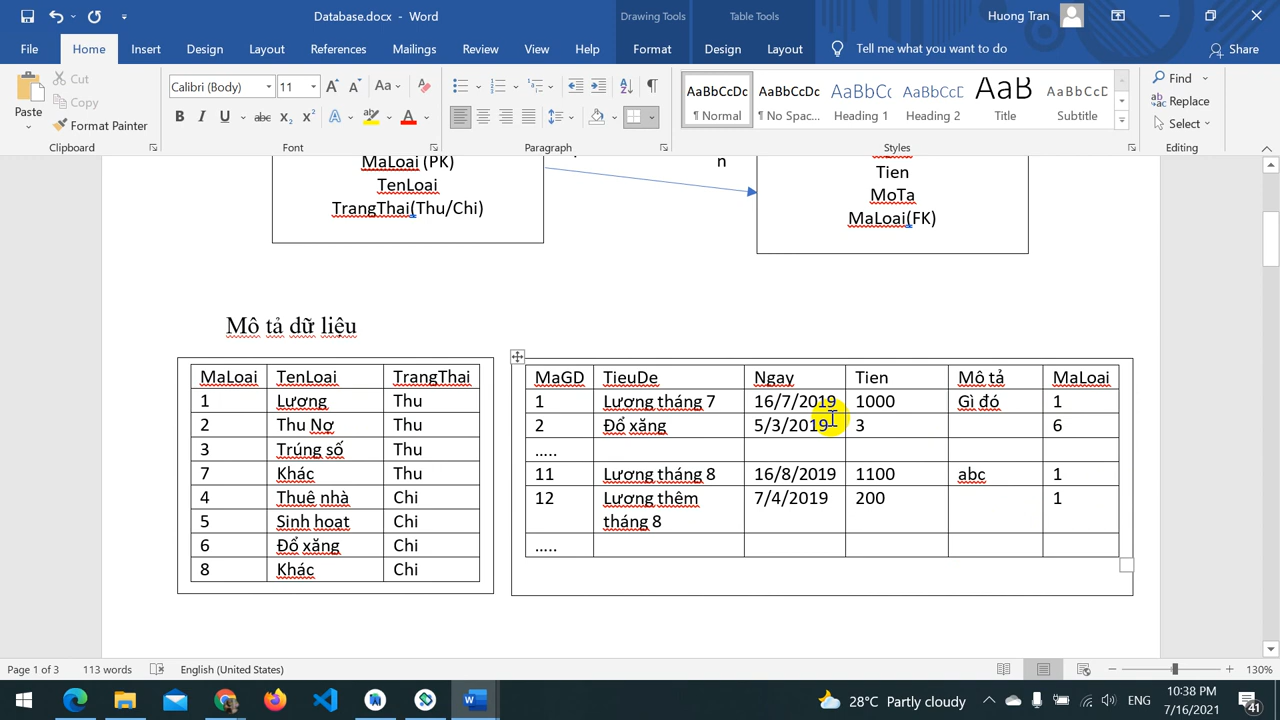 Database.docx - Word
Drawing Tools
Table Tools
Huong Tran
File Home Insert Design Layout References Mailings Review View Help Format Design Layout Tell me what you want to do Share
Paste
Cut
Copy
Format Painter
Clipboard
Calibri (Body) 11
Font
Paragraph
AaBbCcDc AaBbCcDc AaBbCc AaBbCcD AaB AaBbCcD
¶ Normal ¶ No Spac... Heading 1 Heading 2 Title Subtitle
Styles
Find
Replace
Select
Editing
MaLoai (PK)
TenLoai
TrangThai(Thu/Chi)
n
Tien
MoTa
MaLoai(FK)
Mô tả dữ liệu
MaLoai TenLoai TrangThai
1 Lương Thu
2 Thu Nợ Thu
3 Trúng số Thu
7 Khác Thu
4 Thuê nhà Chi
5 Sinh hoạt Chi
6 Đổ xăng Chi
8 Khác Chi
MaGD TieuDe Ngay Tien Mô tả MaLoai
1 Lương tháng 7 16/7/2019 1000 Gì đó 1
2 Đổ xăng 5/3/2019 3 6
.....
11 Lương tháng 8 16/8/2019 1100 abc 1
12 Lương thêm 7/4/2019 200 1
tháng 8
.....
Page 1 of 3 113 words English (United States) 130%
28°C Partly cloudy ENG 10:38 PM
7/16/2021 41